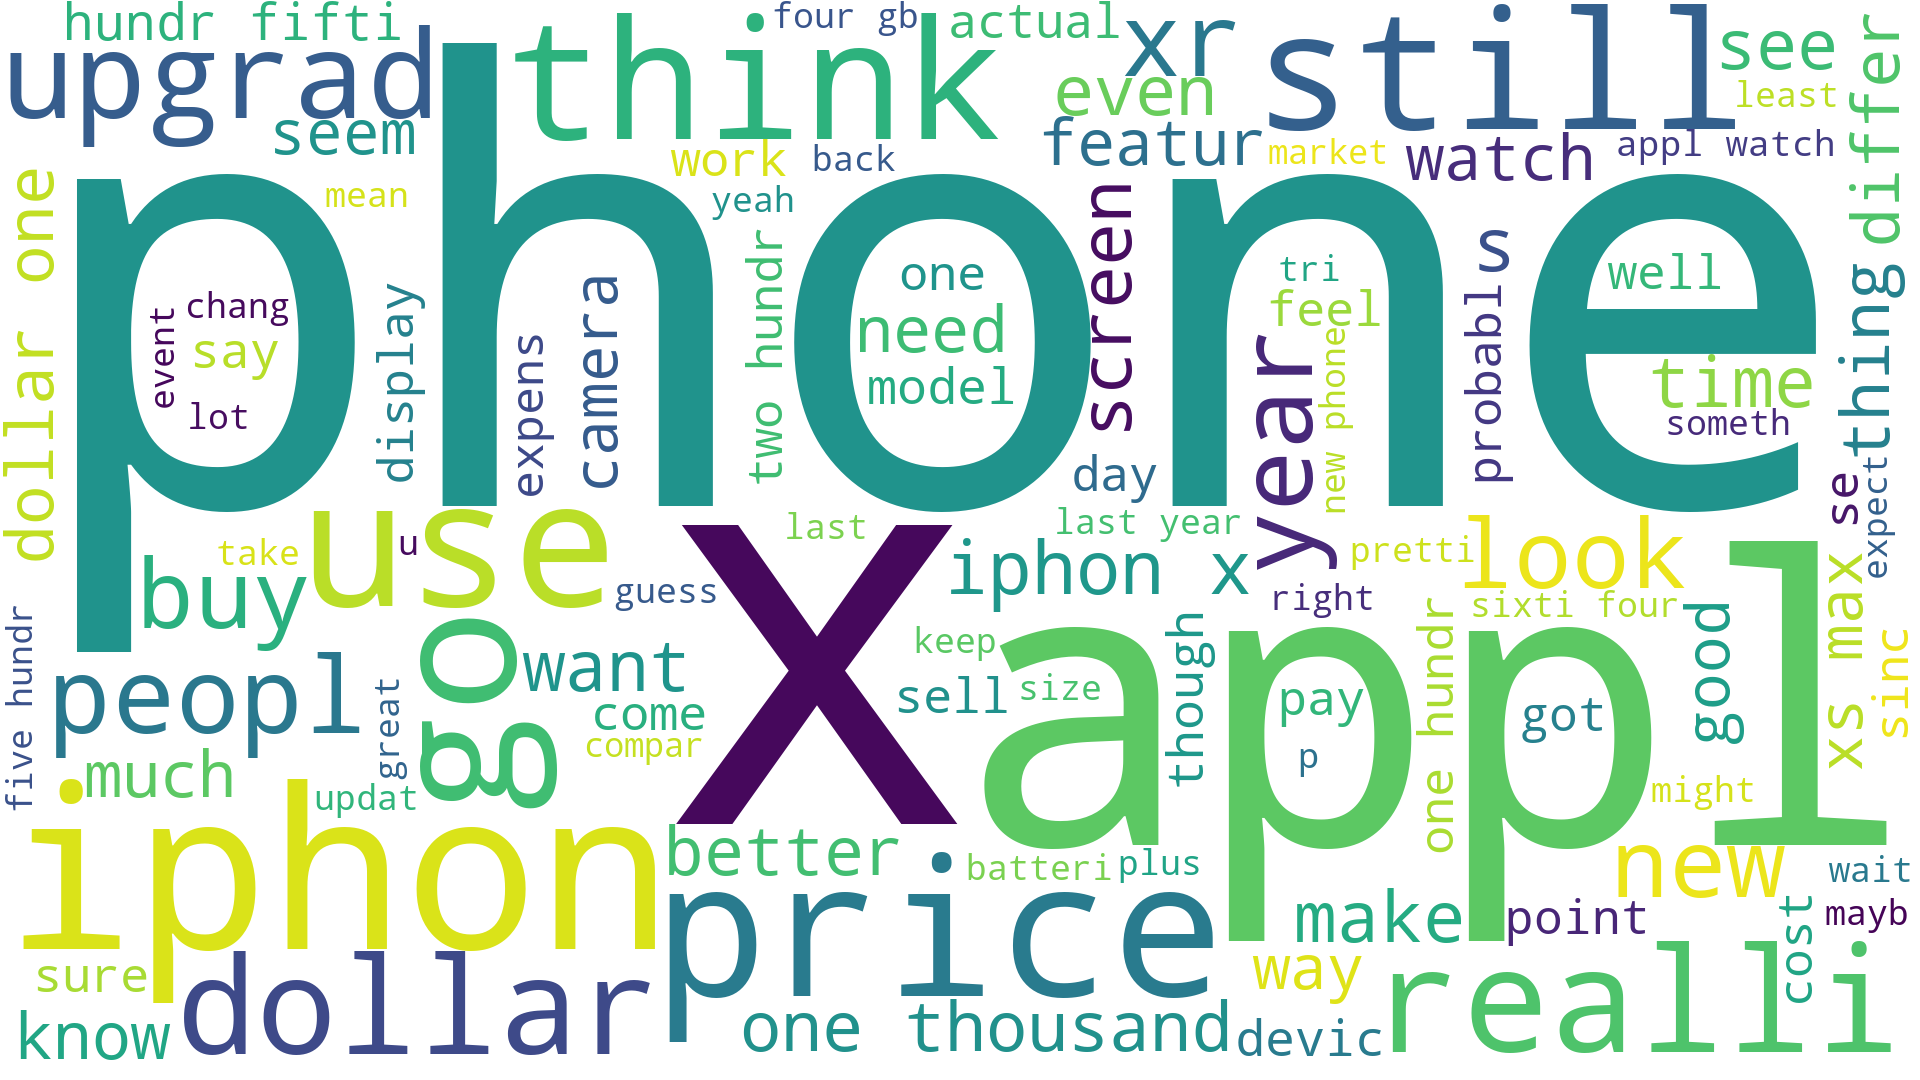 hundr fifti
four gb
actual
xr
still
see
differ
upgrad
think
even
least
seem
featur
work
back
market
watch
appl watch
phone
mean
yeah
dollar one
screen
display
camera
two hundr
one
need
model
s
tri
feel
well
thing
event
chang
say
lot
expens
year
new phone
probabl
time
someth
day
use
last
last year
se
expect
take
u
buy
guess
x
iphon x
pretti
look
right
sixti four
xs max
five hundr
peopl
great
go
want
come
compar
keep
sell
size
appl
though
pay
p
one hundr
got
good
sinc
much
updat
might
iphon
better
batteri
plus
new
wait
price
make
point
cost
mayb
sure
dollar
way
realli
know
one thousand
devic